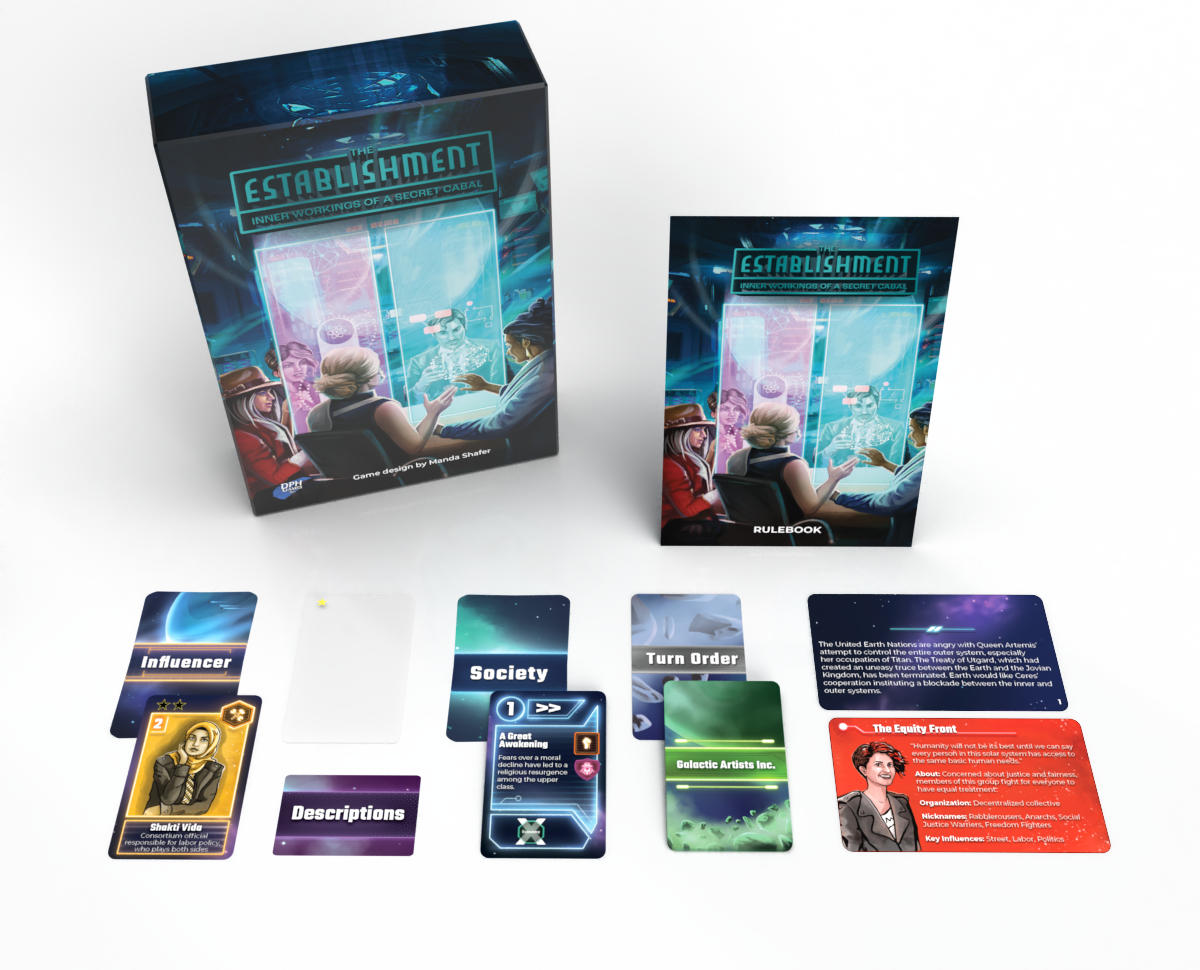 THE
ESTABLISHMENT
INNER WORKINGS OF A SECRET CABAL
Game design by Manda Shafer
DPH
GAMES
THE
ESTABLISHMENT
INNER WORKINGS OF A SECRET CABAL
RULEBOOK
Influencer
Society
Turn Order
The United Earth Nations are angry with Queen Artemis'
attempt to control the entire outer system, especially
her occupation of Titan. The Treaty of Utgard, which had
created an uneasy truce between the Earth and the Jovian
Kingdom, has been terminated. Earth would like Ceres'
cooperation instituting a blockade between the inner and
outer systems.
1
2
Shakti Vida
Consortium official
responsible for labor policy,
who plays both sides
Descriptions
1 >>
A Great
Awakening
Fears over a moral
decline have led to a
religious resurgence
among the upper
class.
Galactic Artists Inc.
The Equity Front
"Humanity will not be its best until we can say
every person in this solar system has access to
the same basic human needs."
About: Concerned about justice and fairness,
members of this group fight for everyone to
have equal treatment.
Organization: Decentralized collective
Nicknames: Rabblerousers, Anarchs, Social
Justice Warriers, Freedom Fighters
Key Influences: Street, Labor, Politics